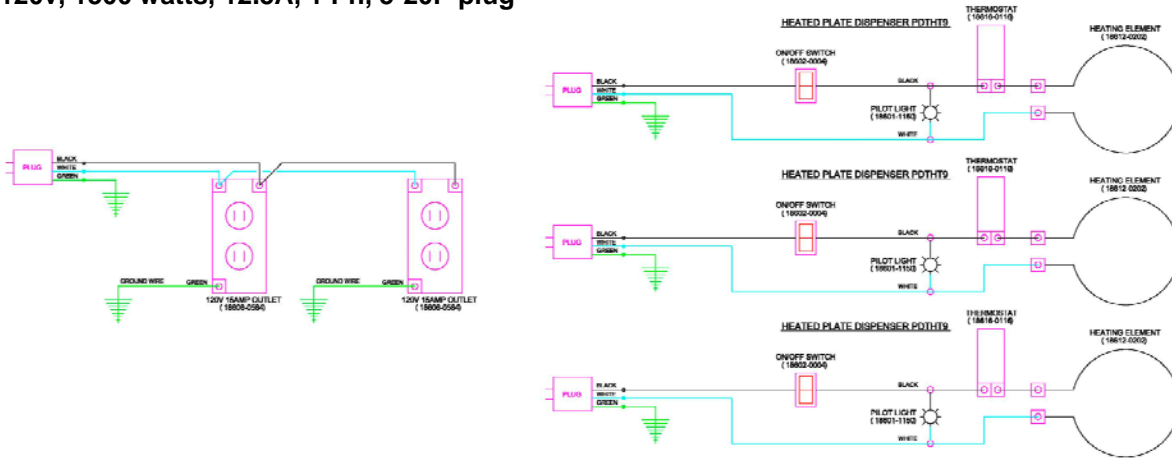 120v, 1500 watts, 12.5A, 1 Ph, 5-20P plug
PLUG
BLACK
WHITE
GREEN
GROUND WIRE
GREEN
120V 15AMP OUTLET
( 18608-0584)
GROUND WIRE
GREEN
120V 15AMP OUTLET
( 18608-0584)
HEATED PLATE DISPENSER PDTHT9
THERMOSTAT
( 18616-0116)
HEATING ELEMENT
( 18612-0202)
ON/OFF SWITCH
( 18602-0004)
PLUG
BLACK
WHITE
GREEN
BLACK
PILOT LIGHT
( 18601-1150)
WHITE
HEATED PLATE DISPENSER PDTHT9
THERMOSTAT
( 18616-0116)
HEATING ELEMENT
( 18612-0202)
ON/OFF SWITCH
( 18602-0004)
PLUG
BLACK
WHITE
GREEN
BLACK
PILOT LIGHT
( 18601-1150)
WHITE
HEATED PLATE DISPENSER PDTHT9
THERMOSTAT
( 18616-0116)
HEATING ELEMENT
( 18612-0202)
ON/OFF SWITCH
( 18602-0004)
PLUG
BLACK
WHITE
GREEN
BLACK
PILOT LIGHT
( 18601-1150)
WHITE